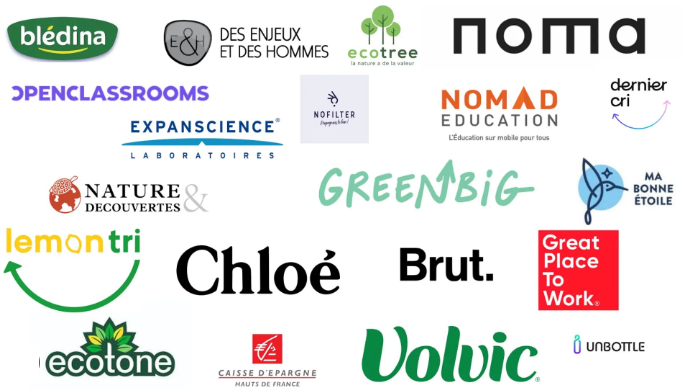 blédina
E&H
DES ENJEUX
ET DES HOMMES
ecotree
la nature a de la valeur
noma
OPENCLASSROOMS
NOFILTER
NOMAD
EDUCATION
L'Éducation sur mobile pour tous
dernier
cri
EXPANSCIENCE®
LABORATOIRES
NATURE &
DECOUVERTES
GREENBIG
MA
BONNE
ÉTOILE
lemontri
Chloé
Brut.
Great
Place
To
Work®
ecotone
CAISSE D'EPARGNE
HAUTS DE FRANCE
Volvic®
UNBOTTLE